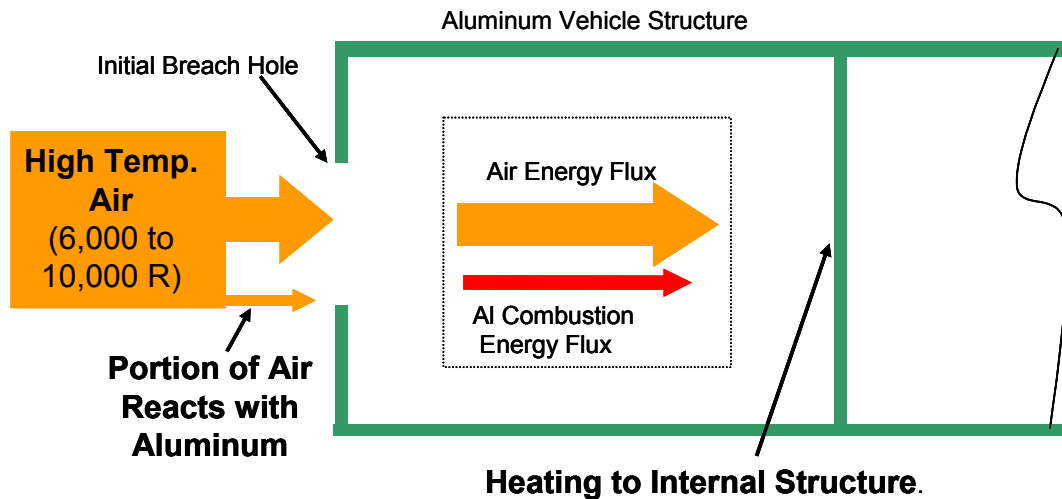 Aluminum Vehicle Structure
Initial Breach Hole
High Temp.
Air
(6,000 to
10,000 R)
Air Energy Flux
Al Combustion
Energy Flux
Portion of Air
Reacts with
Aluminum
Heating to Internal Structure.